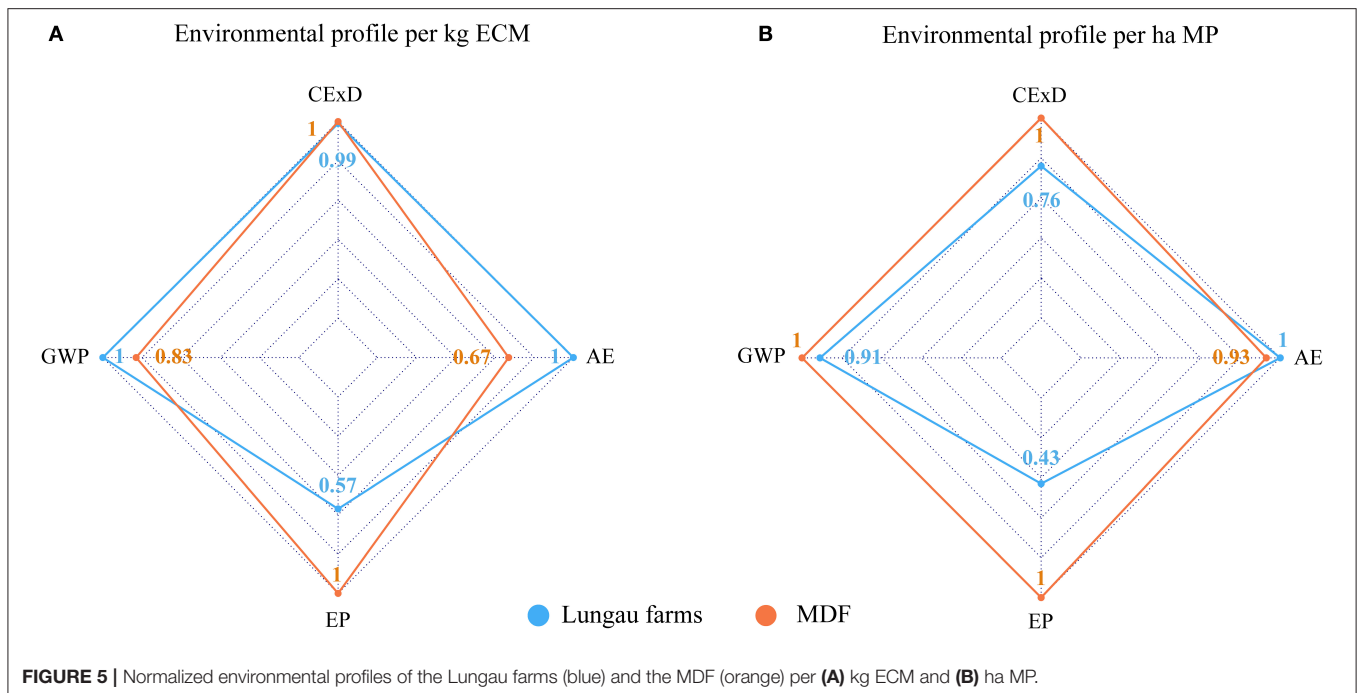 A Environmental profile per kg ECM
CExD
1
0.99
GWP 1 0.83 0.67 1 AE
0.57
1
EP
B Environmental profile per ha MP
CExD
1
0.76
1 1
GWP 0.91 0.93 AE
0.43
1
EP
Lungau farms MDF
FIGURE 5 | Normalized environmental profiles of the Lungau farms (blue) and the MDF (orange) per (A) kg ECM and (B) ha MP.